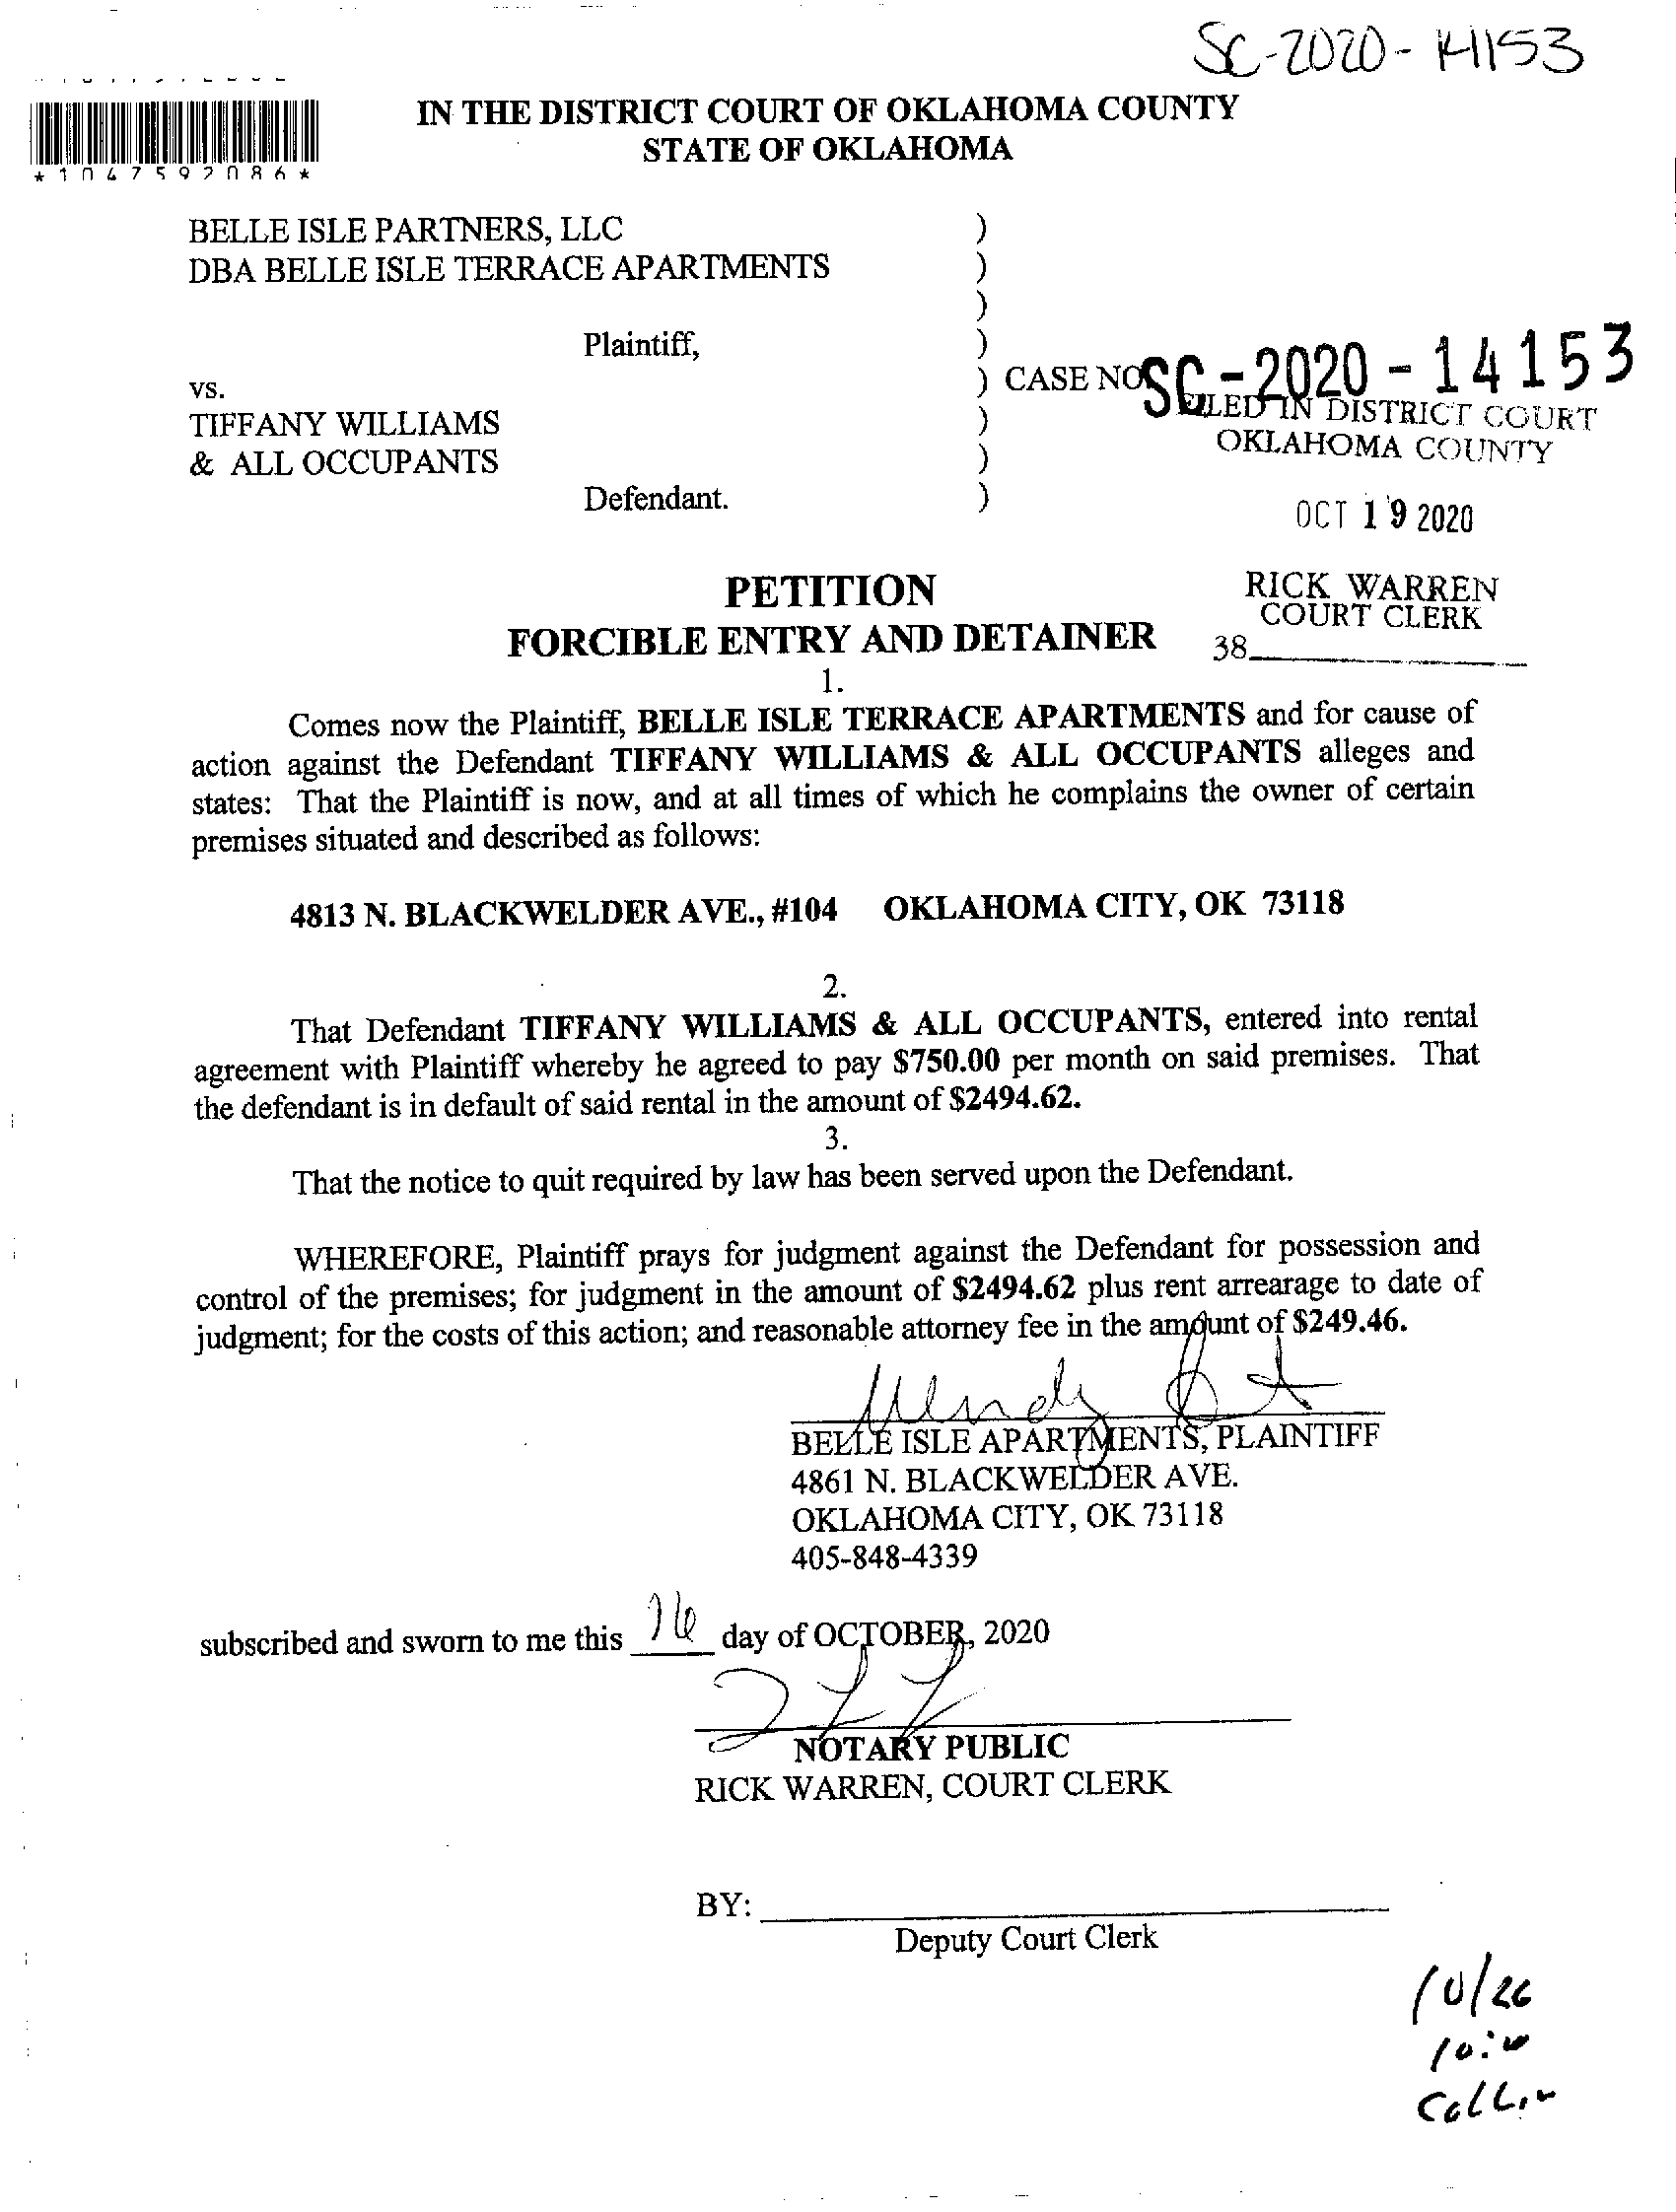 SC-2020-14153
IN THE DISTRICT COURT OF OKLAHOMA COUNTY
STATE OF OKLAHOMA
*1047592086*
BELLE ISLE PARTNERS, LLC )
DBA BELLE ISLE TERRACE APARTMENTS )
)
Plaintiff, )
vs. ) CASE NO SC-2020-14153
TIFFANY WILLIAMS )
& ALL OCCUPANTS )
Defendant. )
FILED IN DISTRICT COURT
OKLAHOMA COUNTY
OCT 19 2020
RICK WARREN
COURT CLERK
38
PETITION
FORCIBLE ENTRY AND DETAINER
1.
Comes now the Plaintiff, BELLE ISLE TERRACE APARTMENTS and for cause of
action against the Defendant TIFFANY WILLIAMS & ALL OCCUPANTS alleges and
states: That the Plaintiff is now, and at all times of which he complains the owner of certain
premises situated and described as follows:
4813 N. BLACKWELDER AVE., #104 OKLAHOMA CITY, OK 73118
2.
That Defendant TIFFANY WILLIAMS & ALL OCCUPANTS, entered into rental
agreement with Plaintiff whereby he agreed to pay $750.00 per month on said premises. That
the defendant is in default of said rental in the amount of $2494.62.
3.
That the notice to quit required by law has been served upon the Defendant.
WHEREFORE, Plaintiff prays for judgment against the Defendant for possession and
control of the premises; for judgment in the amount of $2494.62 plus rent arrearage to date of
judgment; for the costs of this action; and reasonable attorney fee in the amount of $249.46.
BELLE ISLE APARTMENTS, PLAINTIFF
4861 N. BLACKWELDER AVE.
OKLAHOMA CITY, OK 73118
405-848-4339
subscribed and sworn to me this 16 day of OCTOBER, 2020
NOTARY PUBLIC
RICK WARREN, COURT CLERK
BY:
Deputy Court Clerk
10/26